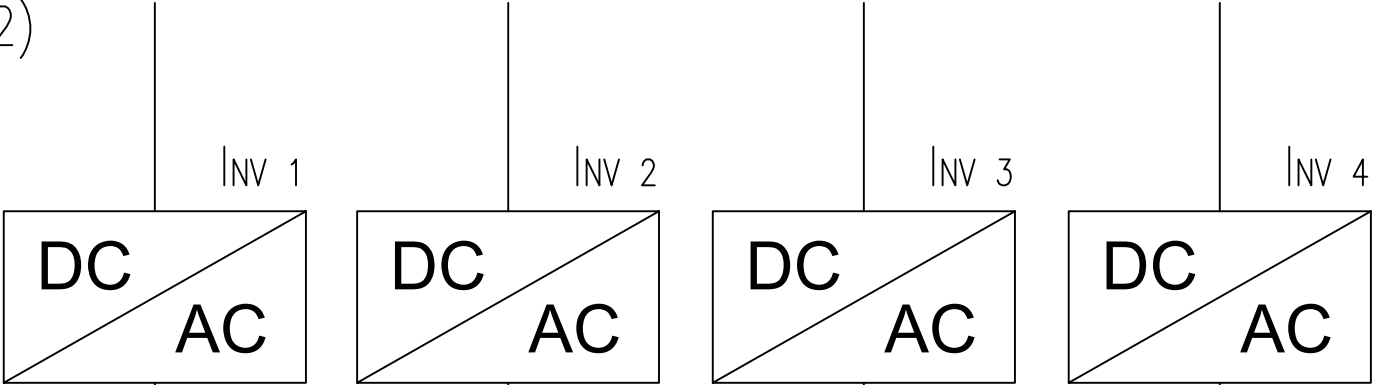 2)
INV 1 INV 2 INV 3 INV 4
DC DC DC DC
AC AC AC AC